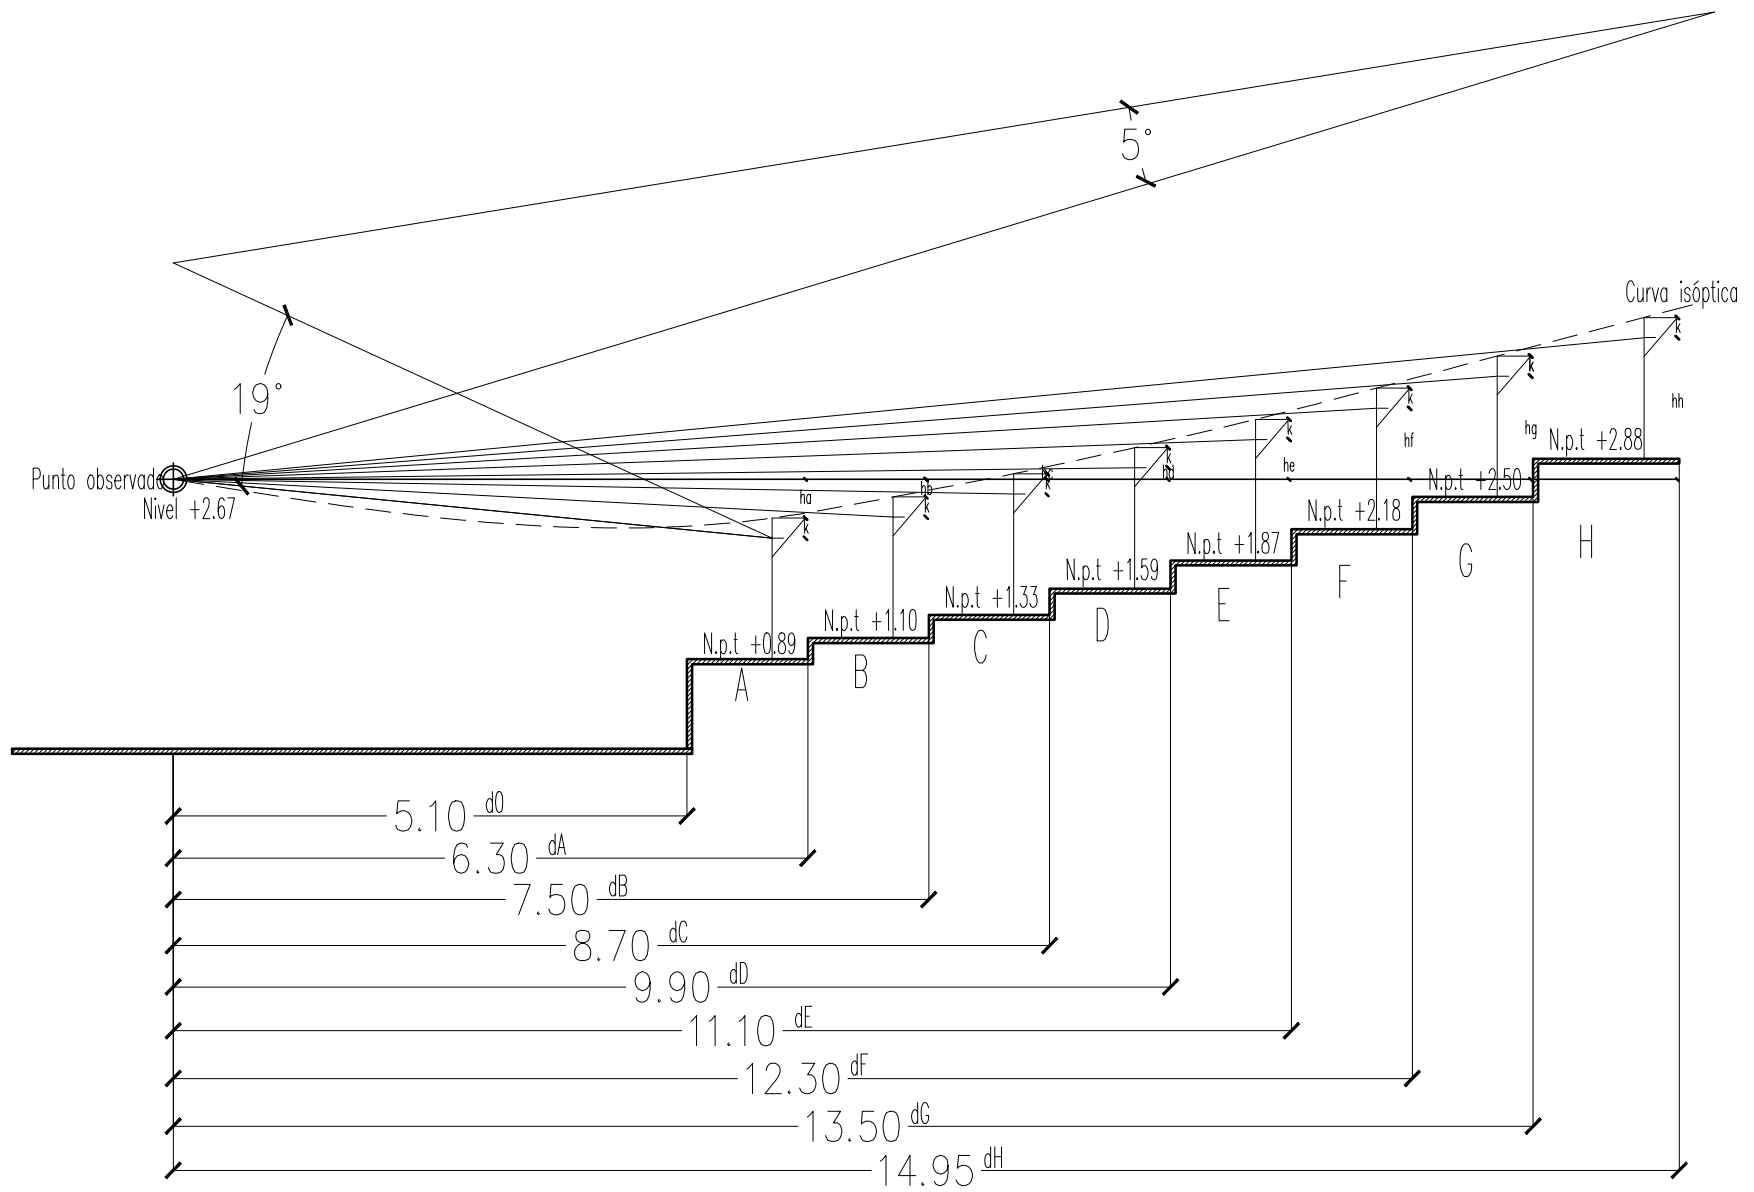 5°
Curva isóptica
k
19°
k
k
hh
k
hf
hg
N.p.t +2.88
k
k
he
Punto observado
hc
hd
N.p.t +2.50
ha
hb
k
Nivel +2.67
k
k
N.p.t +2.18
H
N.p.t +1.87
G
N.p.t +1.59
F
N.p.t +1.33
E
N.p.t +1.10
D
N.p.t +0.89
C
B
A
5.10 d0
6.30 dA
7.50 dB
8.70 dC
9.90 dD
11.10 dE
12.30 dF
13.50 dG
14.95 dH